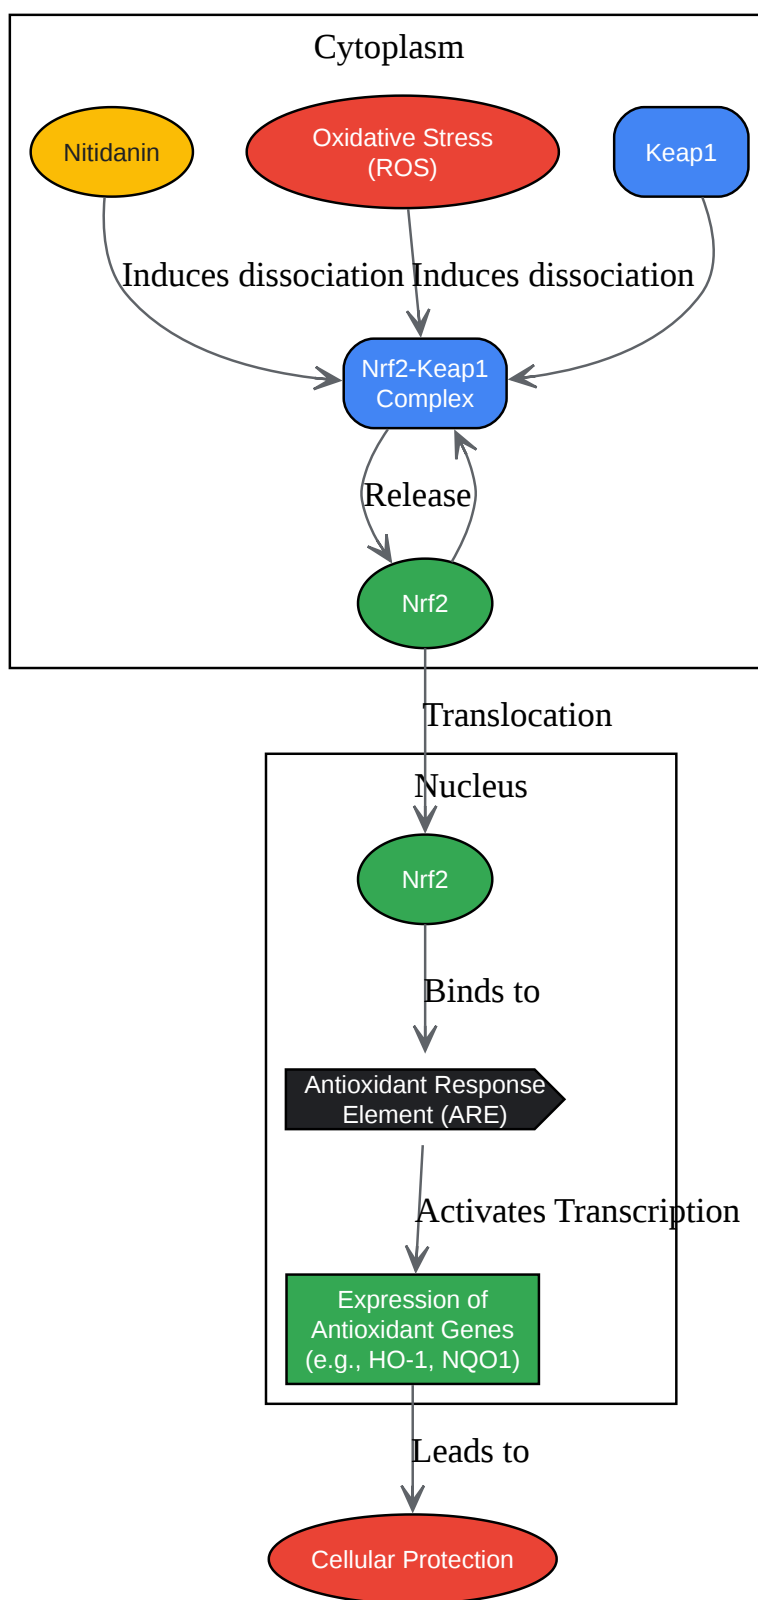 Cytoplasm
Nitidanin
Oxidative Stress
(ROS)
Keap1
Induces dissociation
Induces dissociation
Nrf2-Keap1
Complex
Release
Nrf2
Translocation
Nucleus
Nrf2
Binds to
Antioxidant Response
Element (ARE)
Activates Transcription
Expression of
Antioxidant Genes
(e.g., HO-1, NQO1)
Leads to
Cellular Protection